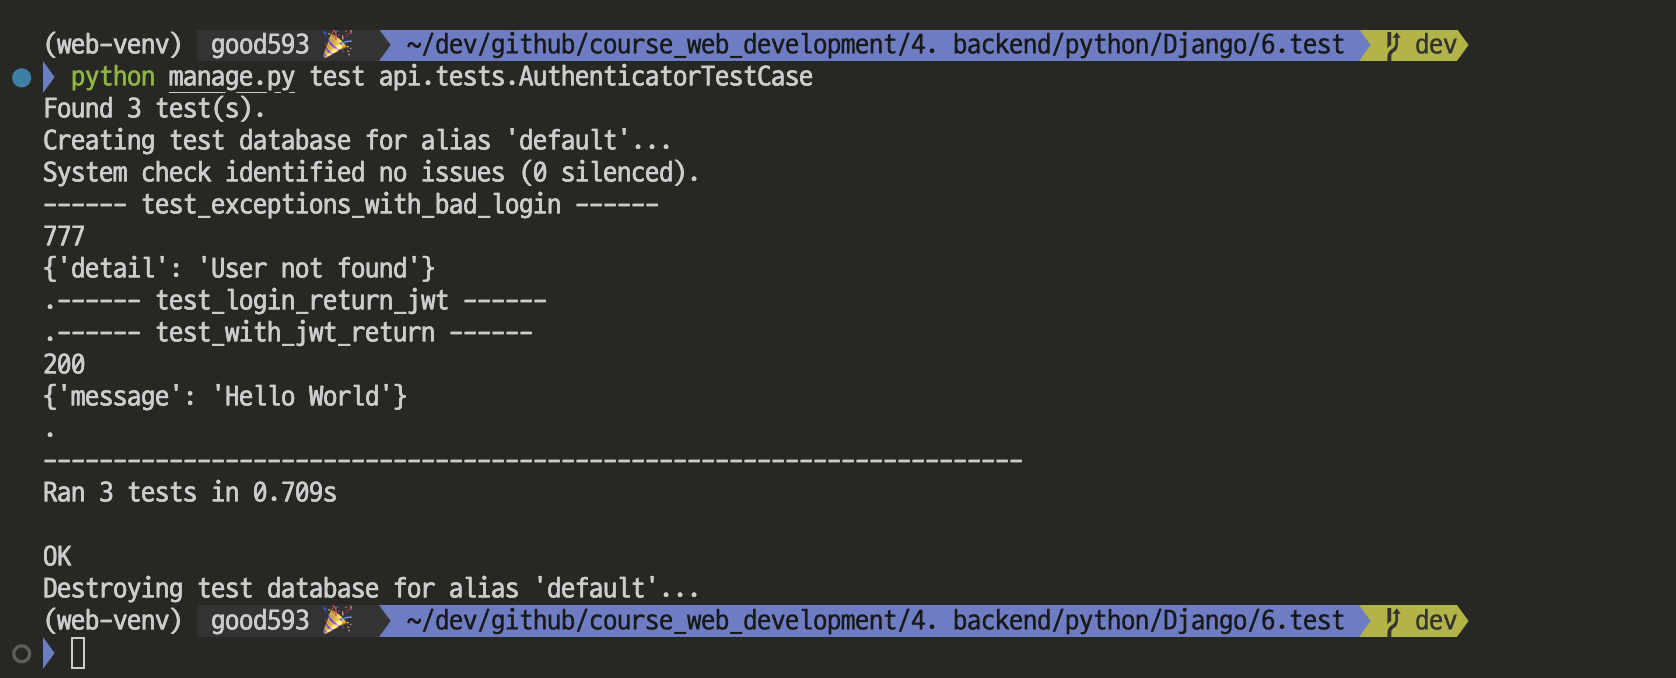 (web-venv) good593 🎉 ~/dev/github/course_web_development/4. backend/python/Django/6.test dev
python manage.py test api.tests.AuthenticatorTestCase
Found 3 test(s).
Creating test database for alias 'default'...
System check identified no issues (0 silenced).
------ test_exceptions_with_bad_login ------
777
{'detail': 'User not found'}
.------ test_login_return_jwt ------
.------ test_with_jwt_return ------
200
{'message': 'Hello World'}
.
----------------------------------------------------------------------
Ran 3 tests in 0.709s
OK
Destroying test database for alias 'default'...
(web-venv) good593 🎉 ~/dev/github/course_web_development/4. backend/python/Django/6.test dev